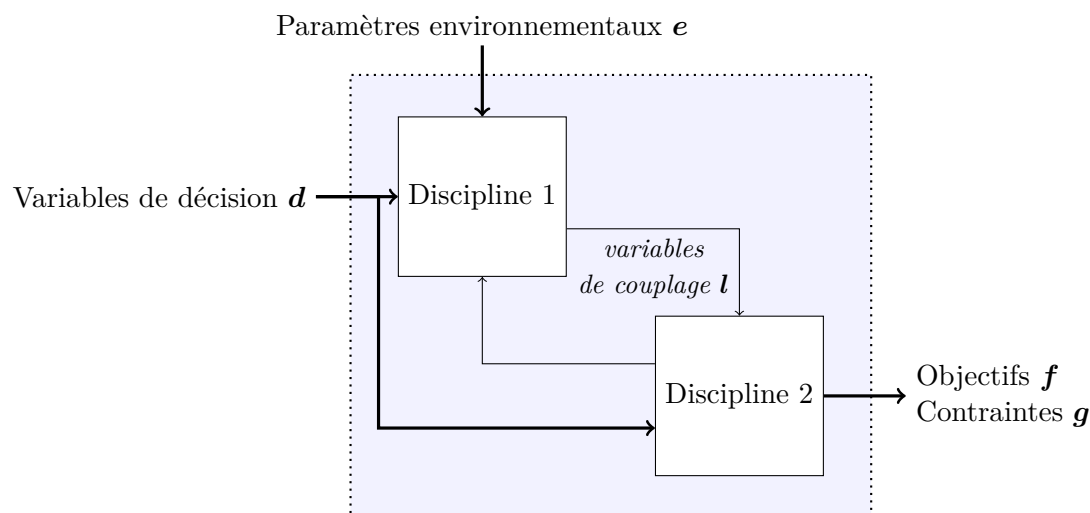 Paramètres environnementaux e
Variables de décision d
Discipline 1
variables
de couplage l
Discipline 2
Objectifs f
Contraintes g